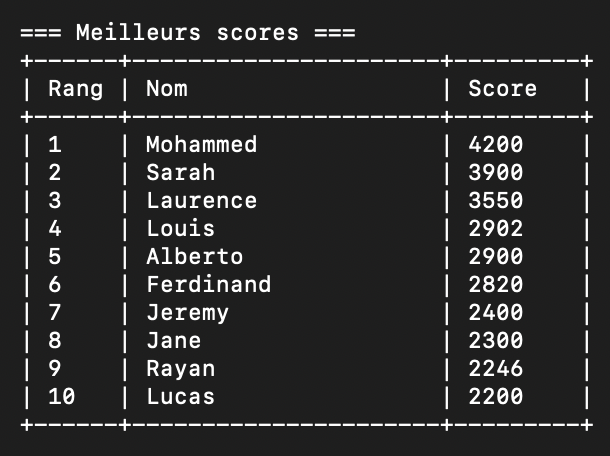 === Meilleurs scores ===
+------+----------------------+---------+
| Rang | Nom                  | Score   |
+------+----------------------+---------+
| 1    | Mohammed             | 4200    |
| 2    | Sarah                | 3900    |
| 3    | Laurence             | 3550    |
| 4    | Louis                | 2902    |
| 5    | Alberto              | 2900    |
| 6    | Ferdinand            | 2820    |
| 7    | Jeremy               | 2400    |
| 8    | Jane                 | 2300    |
| 9    | Rayan                | 2246    |
| 10   | Lucas                | 2200    |
+------+----------------------+---------+